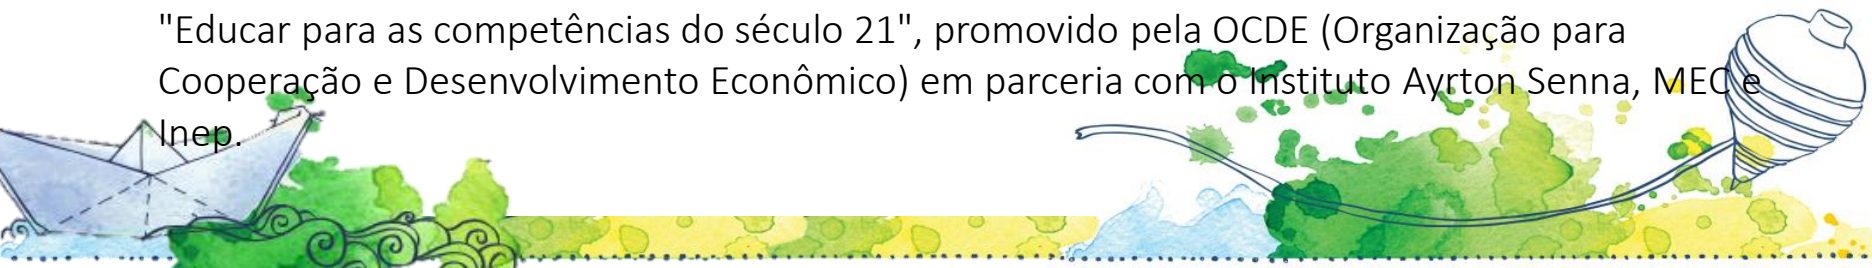 "Educar para as competências do século 21", promovido pela OCDE (Organização para
Cooperação e Desenvolvimento Econômico) em parceria com o Instituto Ayrton Senna, MEC e
Inep.